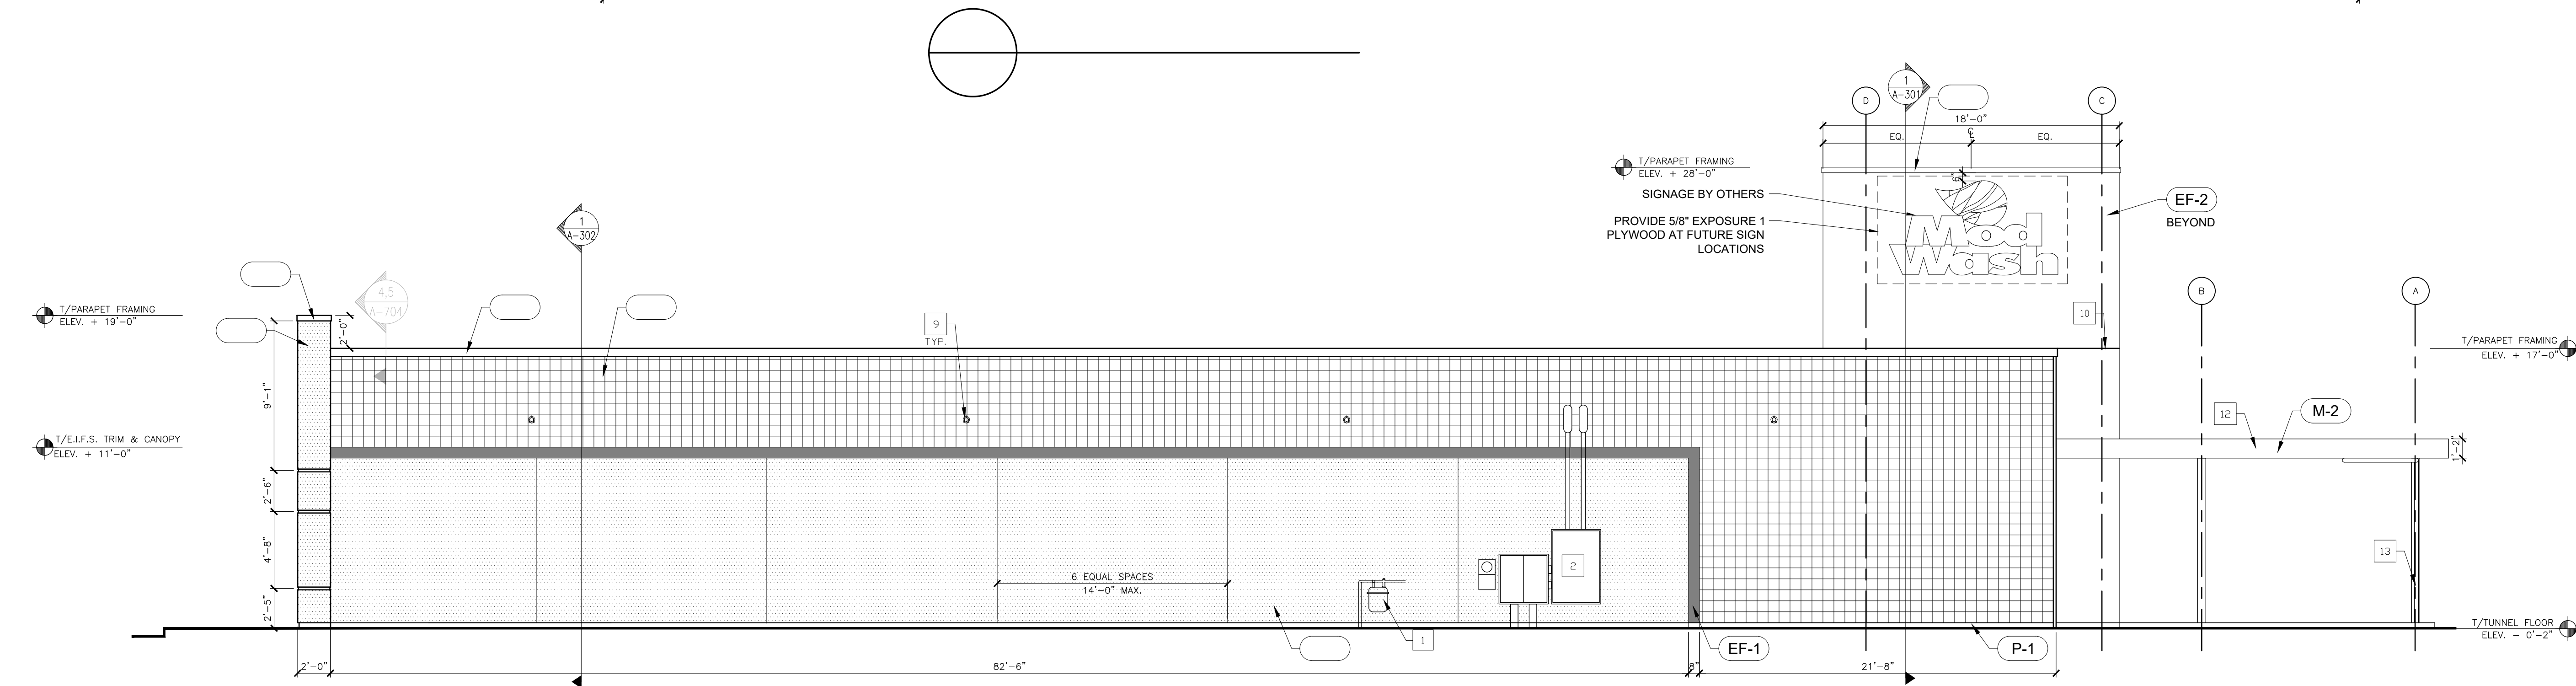 1
A-301
D
C
18'-0"
EQ.
℄
EQ.
T/PARAPET FRAMING
ELEV. + 28'-0"
6"
SIGNAGE BY OTHERS
PROVIDE 5/8" EXPOSURE 1
PLYWOOD AT FUTURE SIGN
LOCATIONS
Mod
Wash
EF-2
BEYOND
1
A-302
4,5
A-704
B
A
T/PARAPET FRAMING
ELEV. + 19'-0"
2'-0"
9
TYP.
10
T/PARAPET FRAMING
ELEV. + 17'-0"
9'-1"
12
M-2
T/E.I.F.S. TRIM & CANOPY
ELEV. + 11'-0"
1'-2"
2'-6"
4'-8"
2'-5"
6 EQUAL SPACES
14'-0" MAX.
2
13
1
EF-1
P-1
T/TUNNEL FLOOR
ELEV. - 0'-2"
2'-0"
82'-6"
8"
21'-8"